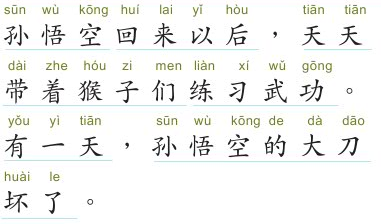 sūn wù kōng huí lai yǐ hòu tiān tiān
孙悟空回来以后，天天
dài zhe hóu zi men liàn xí wǔ gōng
带着猴子们练习武功。
yǒu yì tiān sūn wù kōng de dà dāo
有一天，孙悟空的大刀
huài le
坏了。